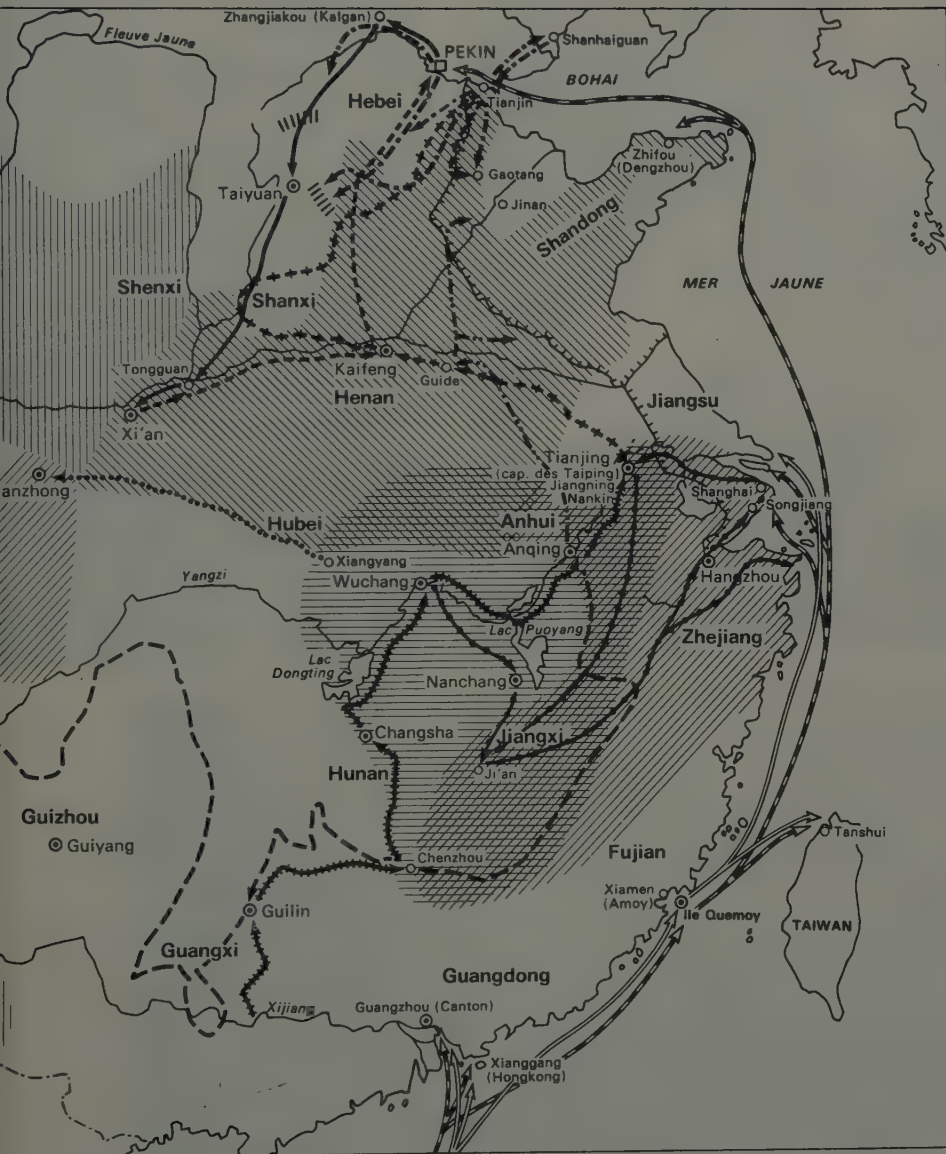 Zhangjiakou (Kalgan)
Fleuve Jaune
Shanhaiguan
PEKIN
BOHAI
Hebei
Tianjin
Zhifou
(Dengzhou)
Gaotang
Taiyuan
Jinan
Shandong
Shenxi
MER JAUNE
Shanxi
Tongguan
Kaifeng
Guide
Henan
Jiangsu
Xi'an
Tianjing
(cap. des Taiping)
Jiangning
Nankin
anzhong
Shanghai
Songjiang
Hubei
Anhui
Xiangyang
Anqing
Hangzhou
Yangzi
Wuchang
Lac Puoyang
Zhejiang
Lac
Dongting
Nanchang
Changsha
Jiangxi
Hunan
Ji'an
Guizhou
Guiyang
Tanshui
Chenzhou
Fujian
Xiamen
(Amoy)
Ile Quemoy
Guilin
TAIWAN
Guangxi
Guangdong
Xijiang
Guangzhou (Canton)
Xianggang
(Hongkong)